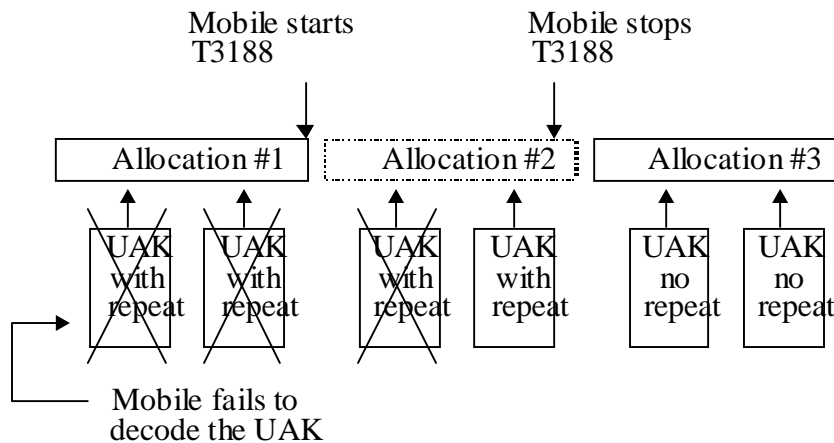 Mobile starts
T3188
Mobile stops
T3188
Allocation #1
Allocation #2
Allocation #3
UAK
with
repeat
UAK
with
repeat
UAK
with
repeat
UAK
with
repeat
UAK
no
repeat
UAK
no
repeat
Mobile fails to
decode the UAK